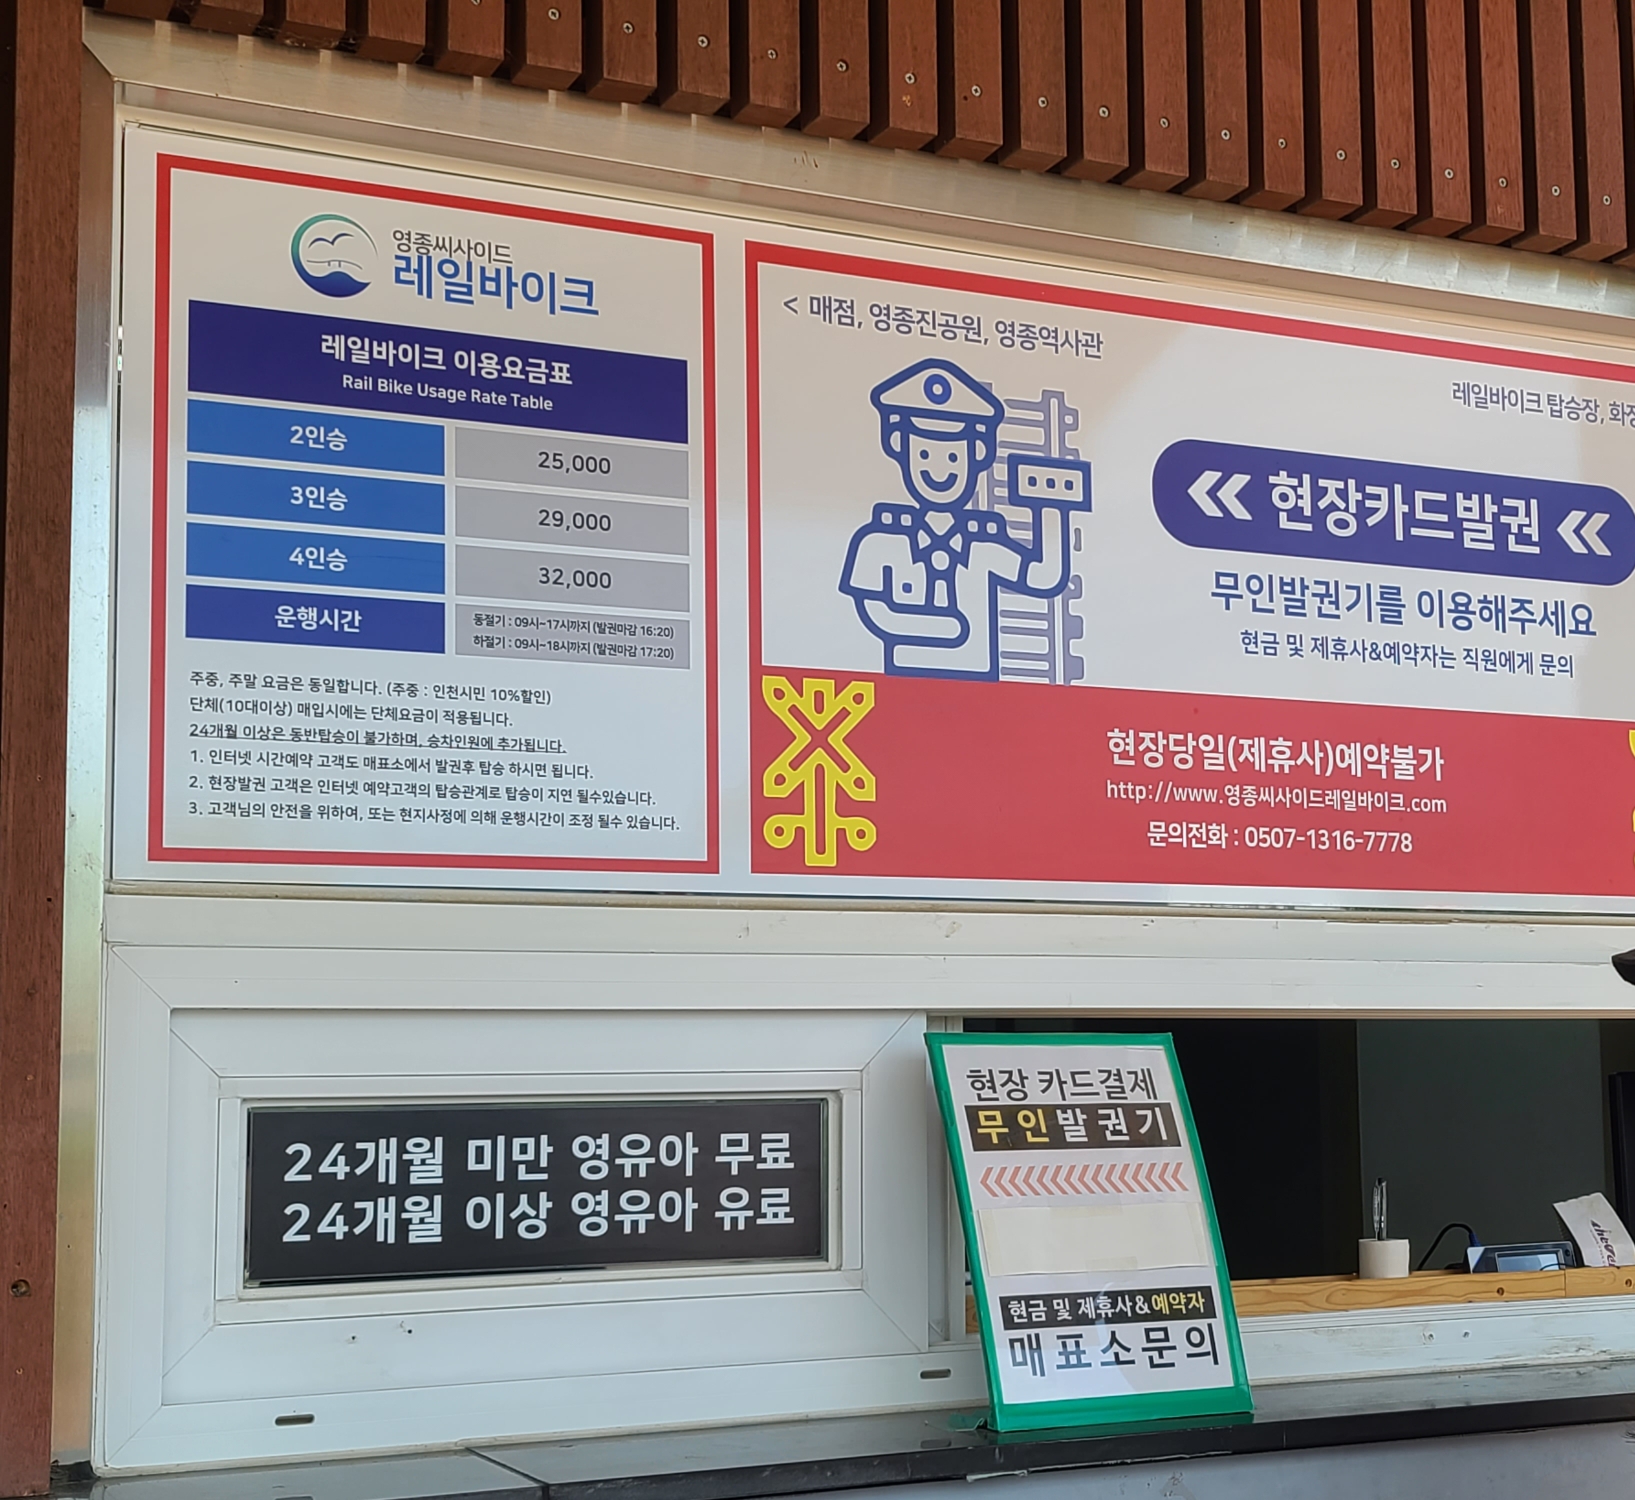 영종씨사이드
레일바이크
레일바이크 이용요금표
Rail Bike Usage Rate Table
2인승 25,000
3인승 29,000
4인승 32,000
운행시간
동절기 : 09시~17시까지 (발권마감 16:20)
하절기 : 09시~18시까지 (발권마감 17:20)
주중, 주말 요금은 동일합니다. (주중 : 인천시민 10%할인)
단체(10대이상) 매입시에는 단체요금이 적용됩니다.
24개월 이상은 동반탑승이 불가하며, 승차인원에 추가됩니다.
1. 인터넷 시간예약 고객도 매표소에서 발권후 탑승 하시면 됩니다.
2. 현장발권 고객은 인터넷 예약고객의 탑승관계로 탑승이 지연 될수있습니다.
3. 고객님의 안전을 위하여, 또는 현지사정에 의해 운행시간이 조정 될수 있습니다.
< 매점, 영종진공원, 영종역사관
레일바이크 탑승장,
현장카드발권
무인발권기를 이용해주세요
현금 및 제휴사&예약자는 직원에게 문의
현장당일(제휴사)예약불가
http://www.영종씨사이드레일바이크.com
문의전화 : 0507-1316-7778
24개월 미만 영유아 무료
24개월 이상 영유아 유료
현장 카드결제
무인발권기
현금 및 제휴사&예약자
매표소문의